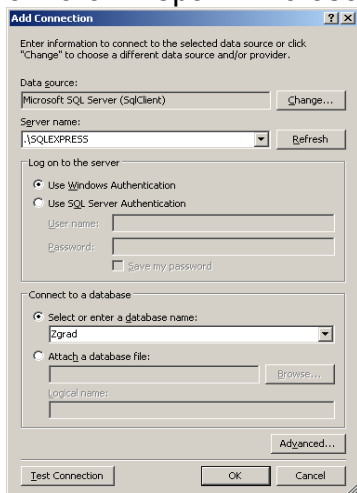 Add Connection
Enter information to connect to the selected data source or click
"Change" to choose a different data source and/or provider.
Data source:
Microsoft SQL Server (SqlClient)
Change...
Server name:
.\SQLEXPRESS
Refresh
Log on to the server
Use Windows Authentication
Use SQL Server Authentication
User name:
Password:
Save my password
Connect to a database
Select or enter a database name:
Zgrad
Attach a database file:
Browse...
Logical name:
Advanced...
Test Connection
OK
Cancel